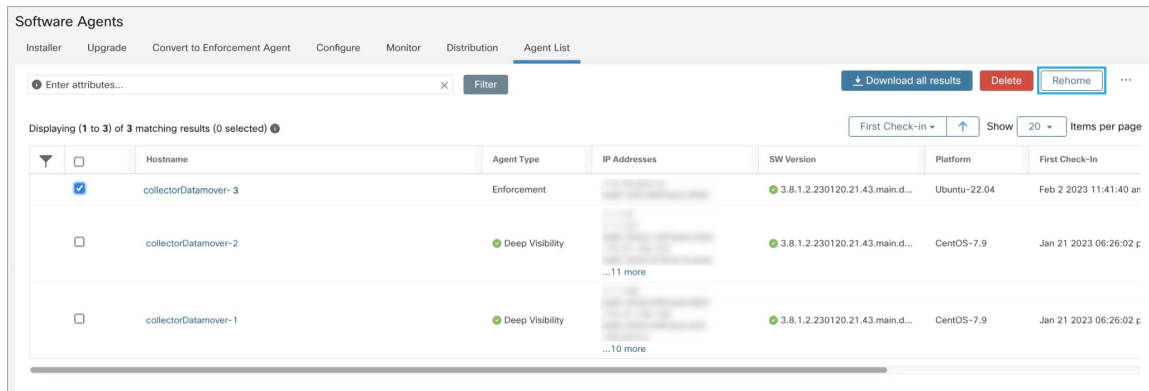 Software Agents
Installer Upgrade Convert to Enforcement Agent Configure Monitor Distribution Agent List
Enter attributes... × Filter Download all results Delete Rehome ...
Displaying (1 to 3) of 3 matching results (0 selected) First Check-in ↑ Show 20 Items per page
Hostname Agent Type IP Addresses SW Version Platform First Check-In
collectorDatamover- 3 Enforcement 3.8.1.2.230120.21.43.main.d... Ubuntu-22.04 Feb 2 2023 11:41:40 an
collectorDatamover-2 Deep Visibility 3.8.1.2.230120.21.43.main.d... CentOS-7.9 Jan 21 2023 06:26:02 p
...11 more
collectorDatamover-1 Deep Visibility 3.8.1.2.230120.21.43.main.d... CentOS-7.9 Jan 21 2023 06:26:02 p
...10 more